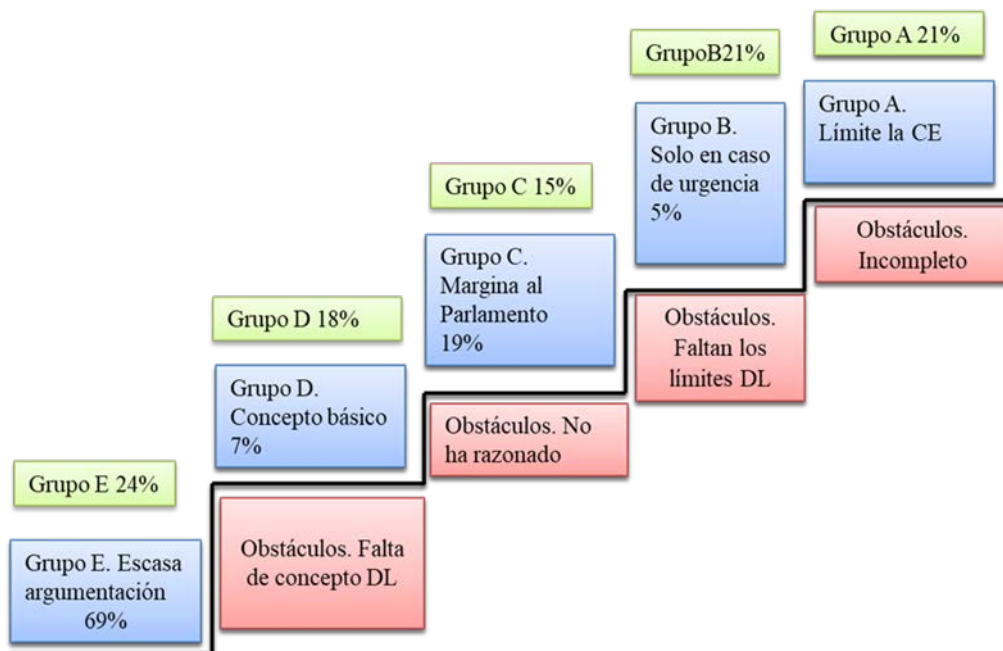 Grupo A 21%
Grupo A.
Límite la CE
Obstáculos.
Incompleto
GrupoB21%
Grupo B.
Solo en caso
de urgencia
5%
Obstáculos.
Faltan los
límites DL
Grupo C 15%
Grupo C.
Margina al
Parlamento
19%
Obstáculos. No
ha razonado
Grupo D 18%
Grupo D.
Concepto básico
7%
Obstáculos. Falta
de concepto DL
Grupo E 24%
Grupo E. Escasa
argumentación
69%